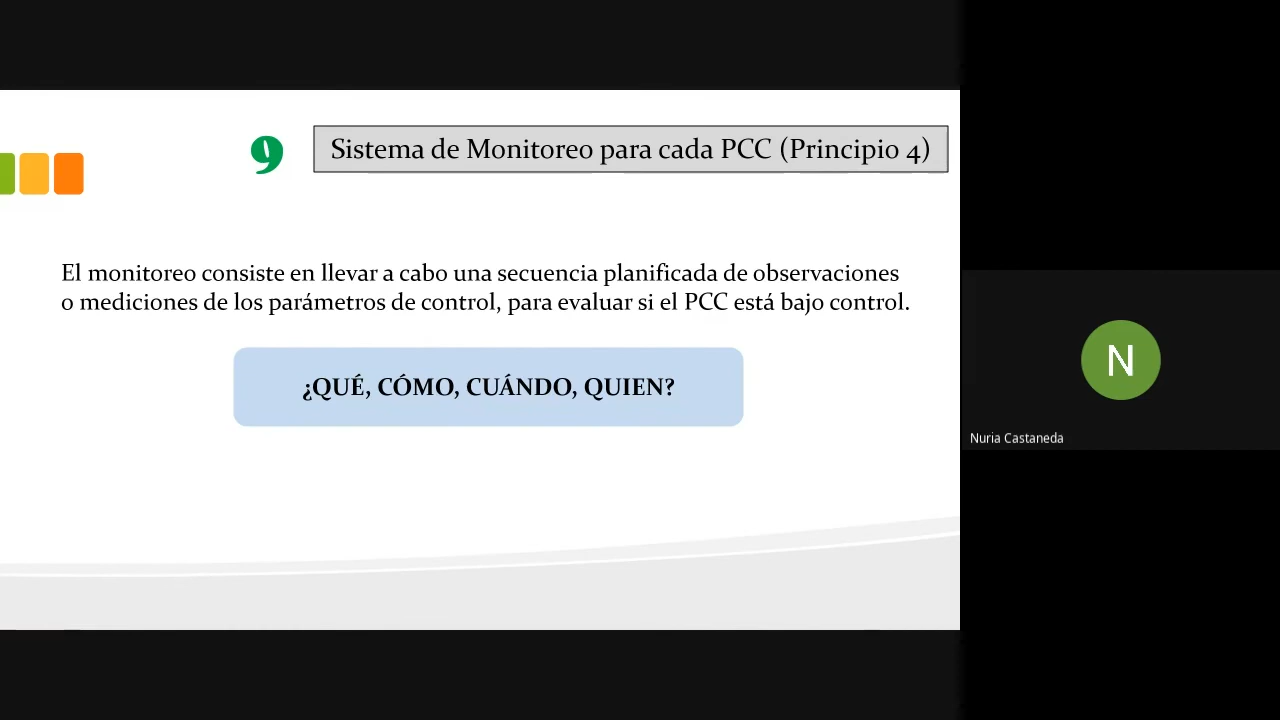 9
Sistema de Monitoreo para cada PCC (Principio 4)
El monitoreo consiste en llevar a cabo una secuencia planificada de observaciones
o mediciones de los parámetros de control, para evaluar si el PCC está bajo control.
¿QUÉ, CÓMO, CUÁNDO, QUIEN?
N
Nuria Castaneda